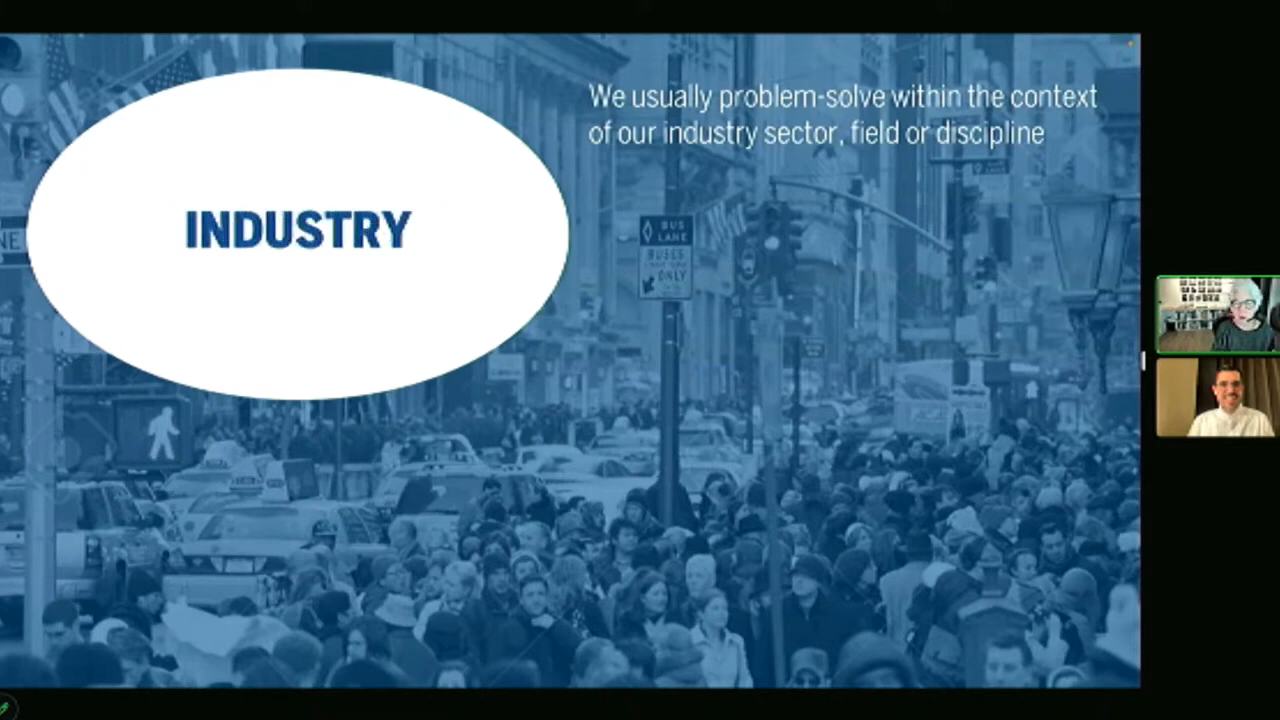 We usually problem-solve within the context
of our industry sector, field or discipline
INDUSTRY
BUS
LANE
BUSES
ONLY
NE